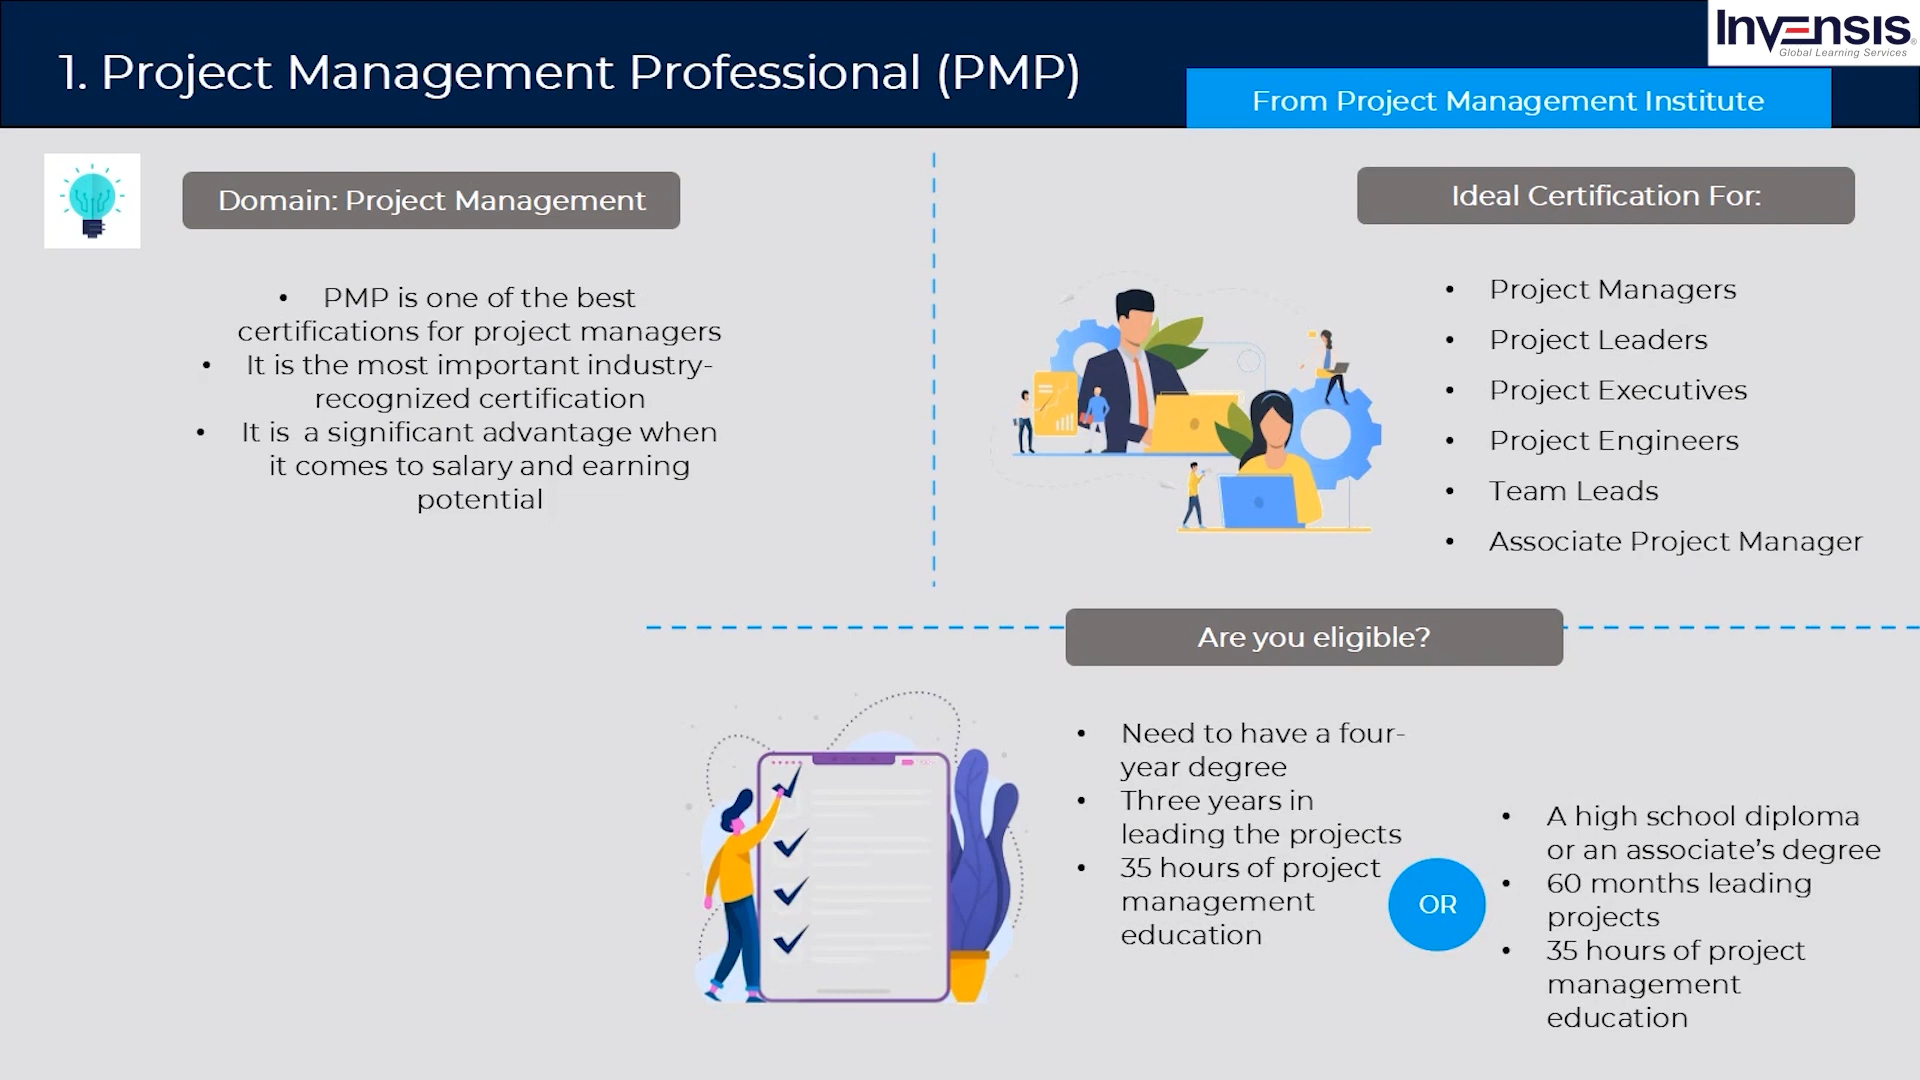 1. Project Management Professional (PMP)
Invensis
Global Learning Services
From Project Management Institute
Domain: Project Management
• PMP is one of the best
certifications for project managers
• It is the most important industry-
recognized certification
• It is  a significant advantage when
it comes to salary and earning
potential
Ideal Certification For:
• Project Managers
• Project Leaders
• Project Executives
• Project Engineers
• Team Leads
• Associate Project Manager
Are you eligible?
• Need to have a four-
year degree
• Three years in
leading the projects
• 35 hours of project
management
education
OR
• A high school diploma
or an associate’s degree
• 60 months leading
projects
• 35 hours of project
management
education